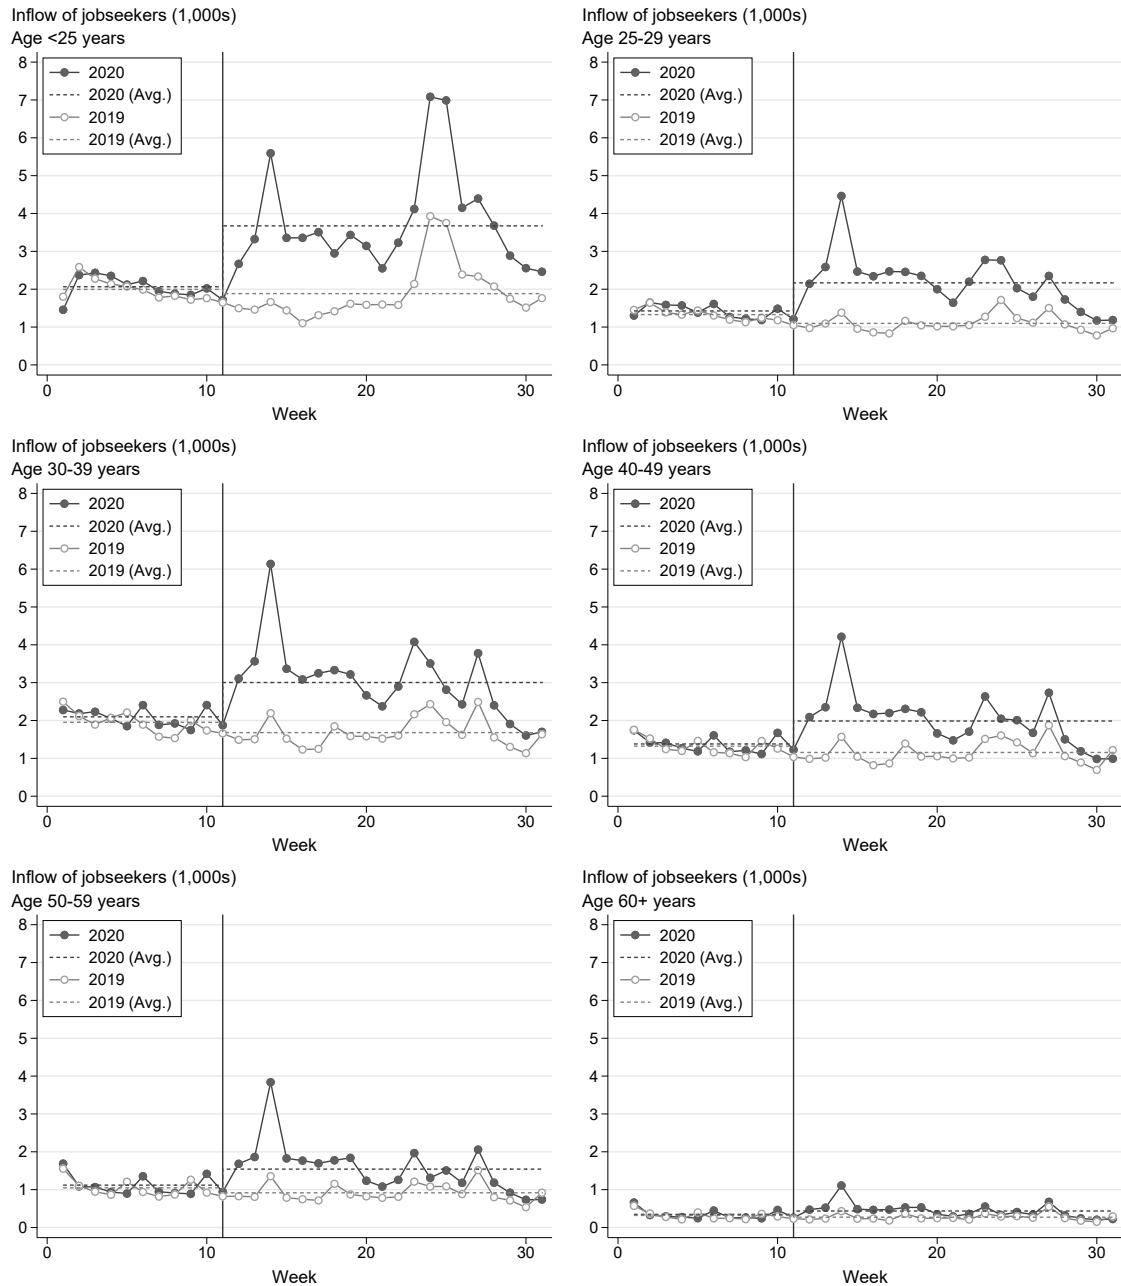 Inflow of jobseekers (1,000s)
Age <25 years
8
7
6
5
4
3
2
1
0
2020
2020 (Avg.)
2019
2019 (Avg.)
0 10 20 30
Week
Inflow of jobseekers (1,000s)
Age 25-29 years
8
7
6
5
4
3
2
1
0
2020
2020 (Avg.)
2019
2019 (Avg.)
0 10 20 30
Week
Inflow of jobseekers (1,000s)
Age 30-39 years
8
7
6
5
4
3
2
1
0
2020
2020 (Avg.)
2019
2019 (Avg.)
0 10 20 30
Week
Inflow of jobseekers (1,000s)
Age 40-49 years
8
7
6
5
4
3
2
1
0
2020
2020 (Avg.)
2019
2019 (Avg.)
0 10 20 30
Week
Inflow of jobseekers (1,000s)
Age 50-59 years
8
7
6
5
4
3
2
1
0
2020
2020 (Avg.)
2019
2019 (Avg.)
0 10 20 30
Week
Inflow of jobseekers (1,000s)
Age 60+ years
8
7
6
5
4
3
2
1
0
2020
2020 (Avg.)
2019
2019 (Avg.)
0 10 20 30
Week